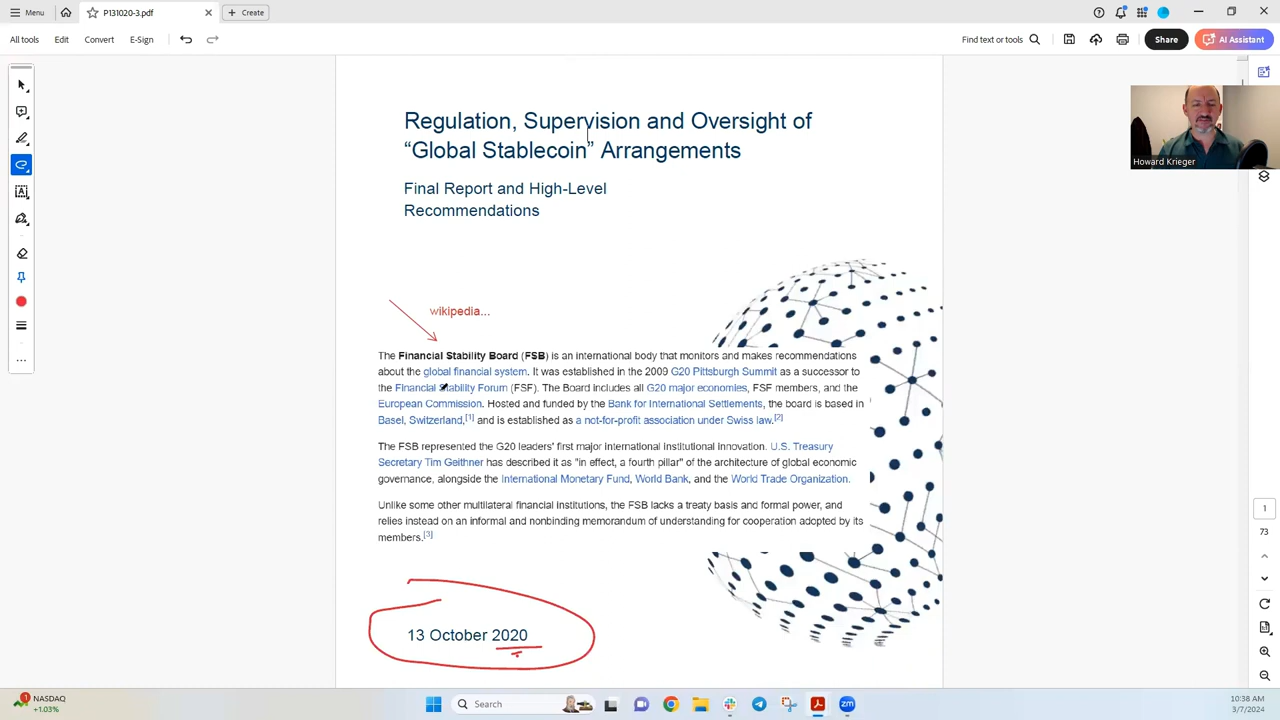 Menu
P131020-3.pdf
Create
All tools Edit Convert E-Sign
Find text or tools
Share
AI Assistant
Howard Krieger
Regulation, Supervision and Oversight of
“Global Stablecoin” Arrangements
Final Report and High-Level
Recommendations
wikipedia...
The Financial Stability Board (FSB) is an international body that monitors and makes recommendations
about the global financial system. It was established in the 2009 G20 Pittsburgh Summit as a successor to
the Financial Stability Forum (FSF). The Board includes all G20 major economies, FSF members, and the
European Commission. Hosted and funded by the Bank for International Settlements, the board is based in
Basel, Switzerland,[1] and is established as a not-for-profit association under Swiss law.[2]
The FSB represented the G20 leaders' first major international institutional innovation. U.S. Treasury
Secretary Tim Geithner has described it as "in effect, a fourth pillar" of the architecture of global economic
governance, alongside the International Monetary Fund, World Bank, and the World Trade Organization.
Unlike some other multilateral financial institutions, the FSB lacks a treaty basis and formal power, and
relies instead on an informal and nonbinding memorandum of understanding for cooperation adopted by its
members.[3]
13 October 2020
1
73
1
NASDAQ
+1.03%
Search
zm
10:38 AM
3/7/2024